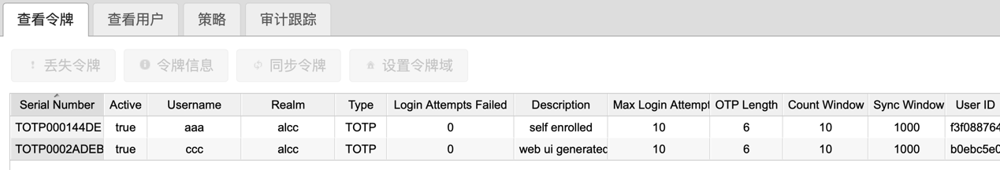 查看令牌 查看用户 策略 审计跟踪
丢失令牌 令牌信息 同步令牌 设置令牌域
Serial Number Active Username Realm Type Login Attempts Failed Description Max Login Attempt OTP Length Count Window Sync Window User ID
TOTP000144DE true aaa alcc TOTP 0 self enrolled 10 6 10 1000 f3f088764
TOTP0002ADEB true ccc alcc TOTP 0 web ui generated 10 6 10 1000 b0ebc5e0